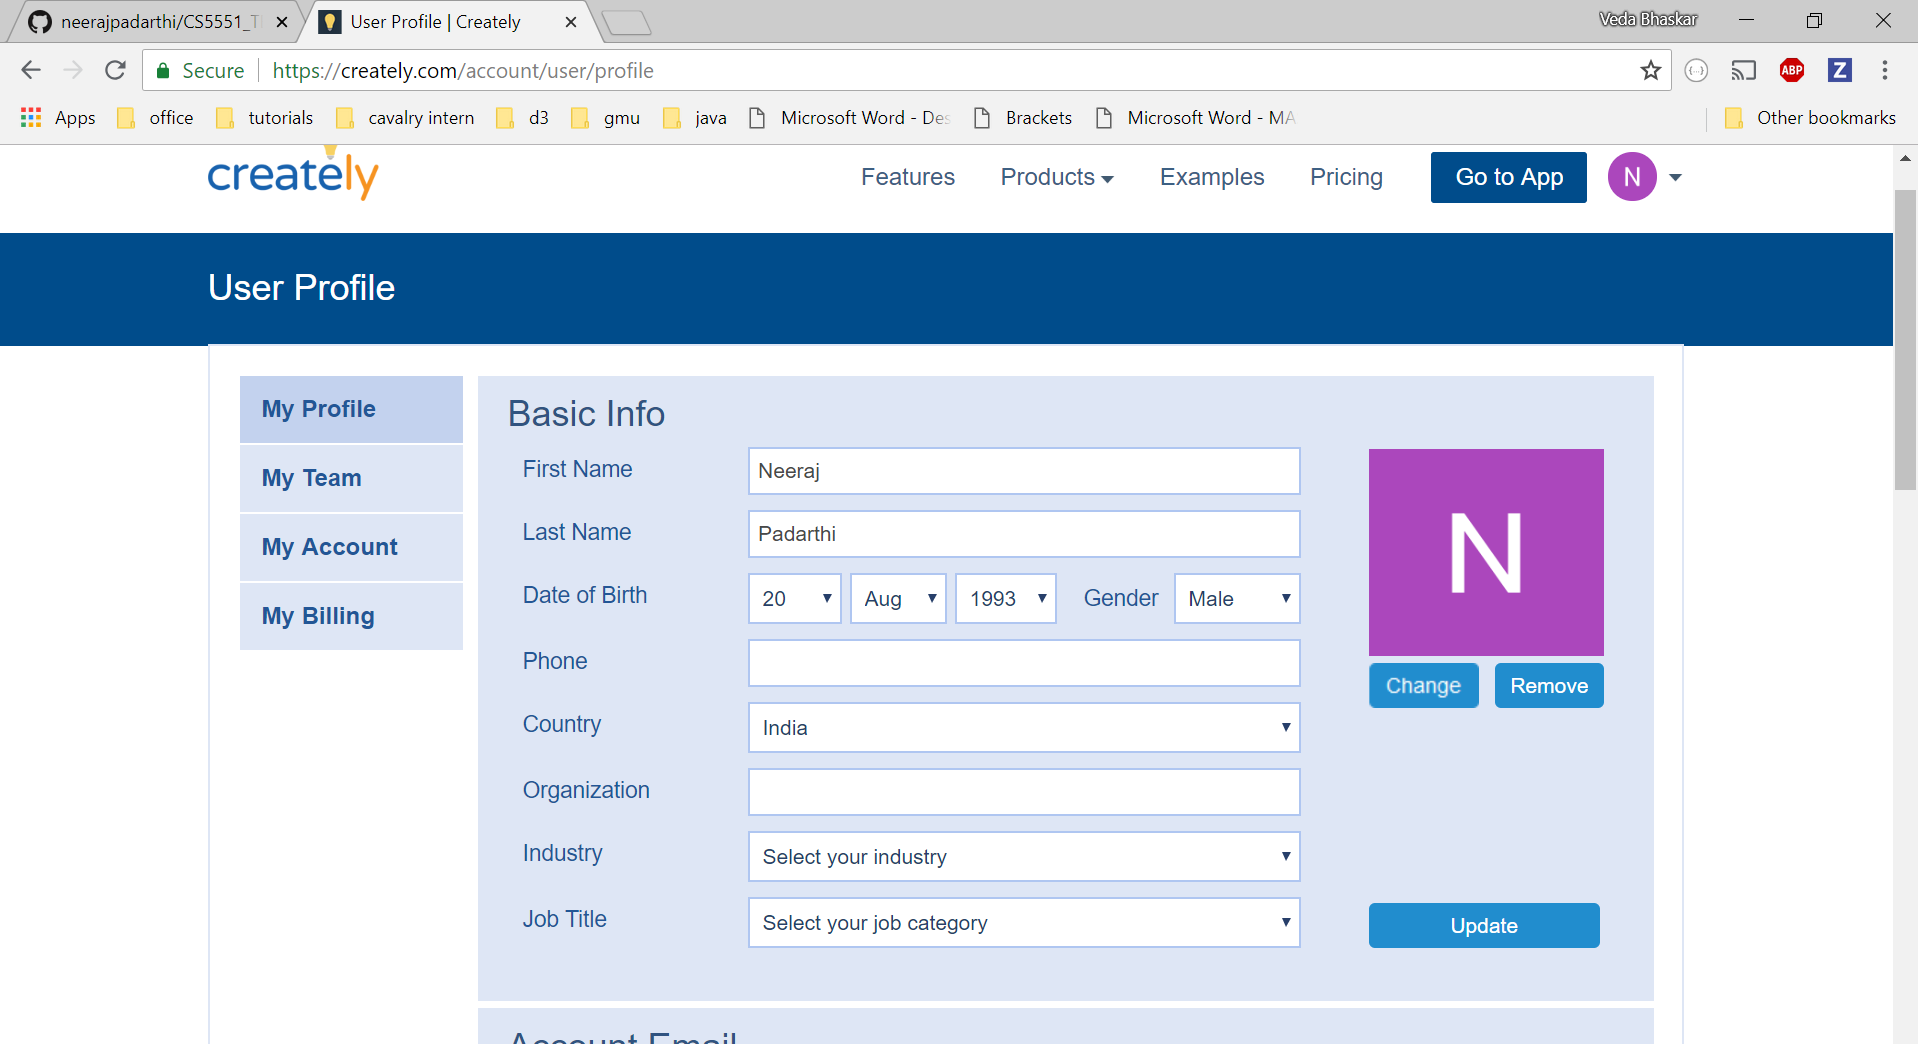 neerajpadarthi/CS5551_T
User Profile | Creately
Veda Bhaskar
Secure https://creately.com/account/user/profile
ABP
Z
Apps office tutorials cavalry intern d3 gmu java Microsoft Word - Des Brackets Microsoft Word - MA Other bookmarks
creately Features Products Examples Pricing Go to App N
User Profile
My Profile
My Team
My Account
My Billing
Basic Info
First Name Neeraj
Last Name Padarthi
Date of Birth 20 Aug 1993 Gender Male
N
Phone
Change Remove
Country India
Organization
Industry Select your industry
Job Title Select your job category
Update
Account Email